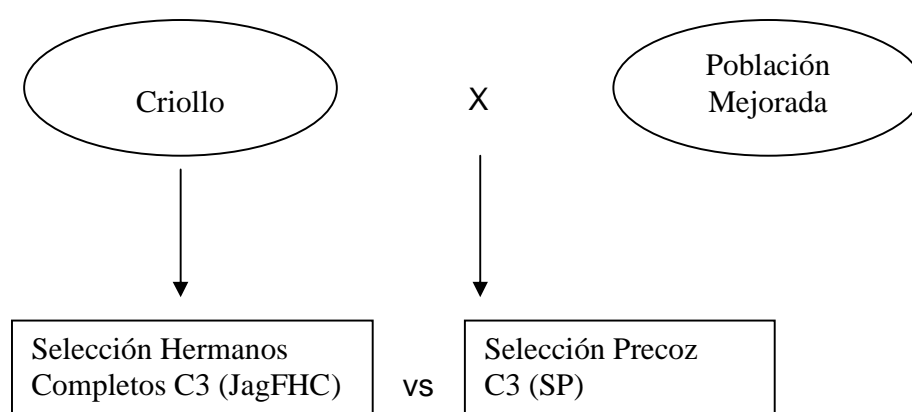 Criollo
X
Población
Mejorada
Selección Hermanos
Completos C3 (JagFHC)
vs
Selección Precoz
C3 (SP)